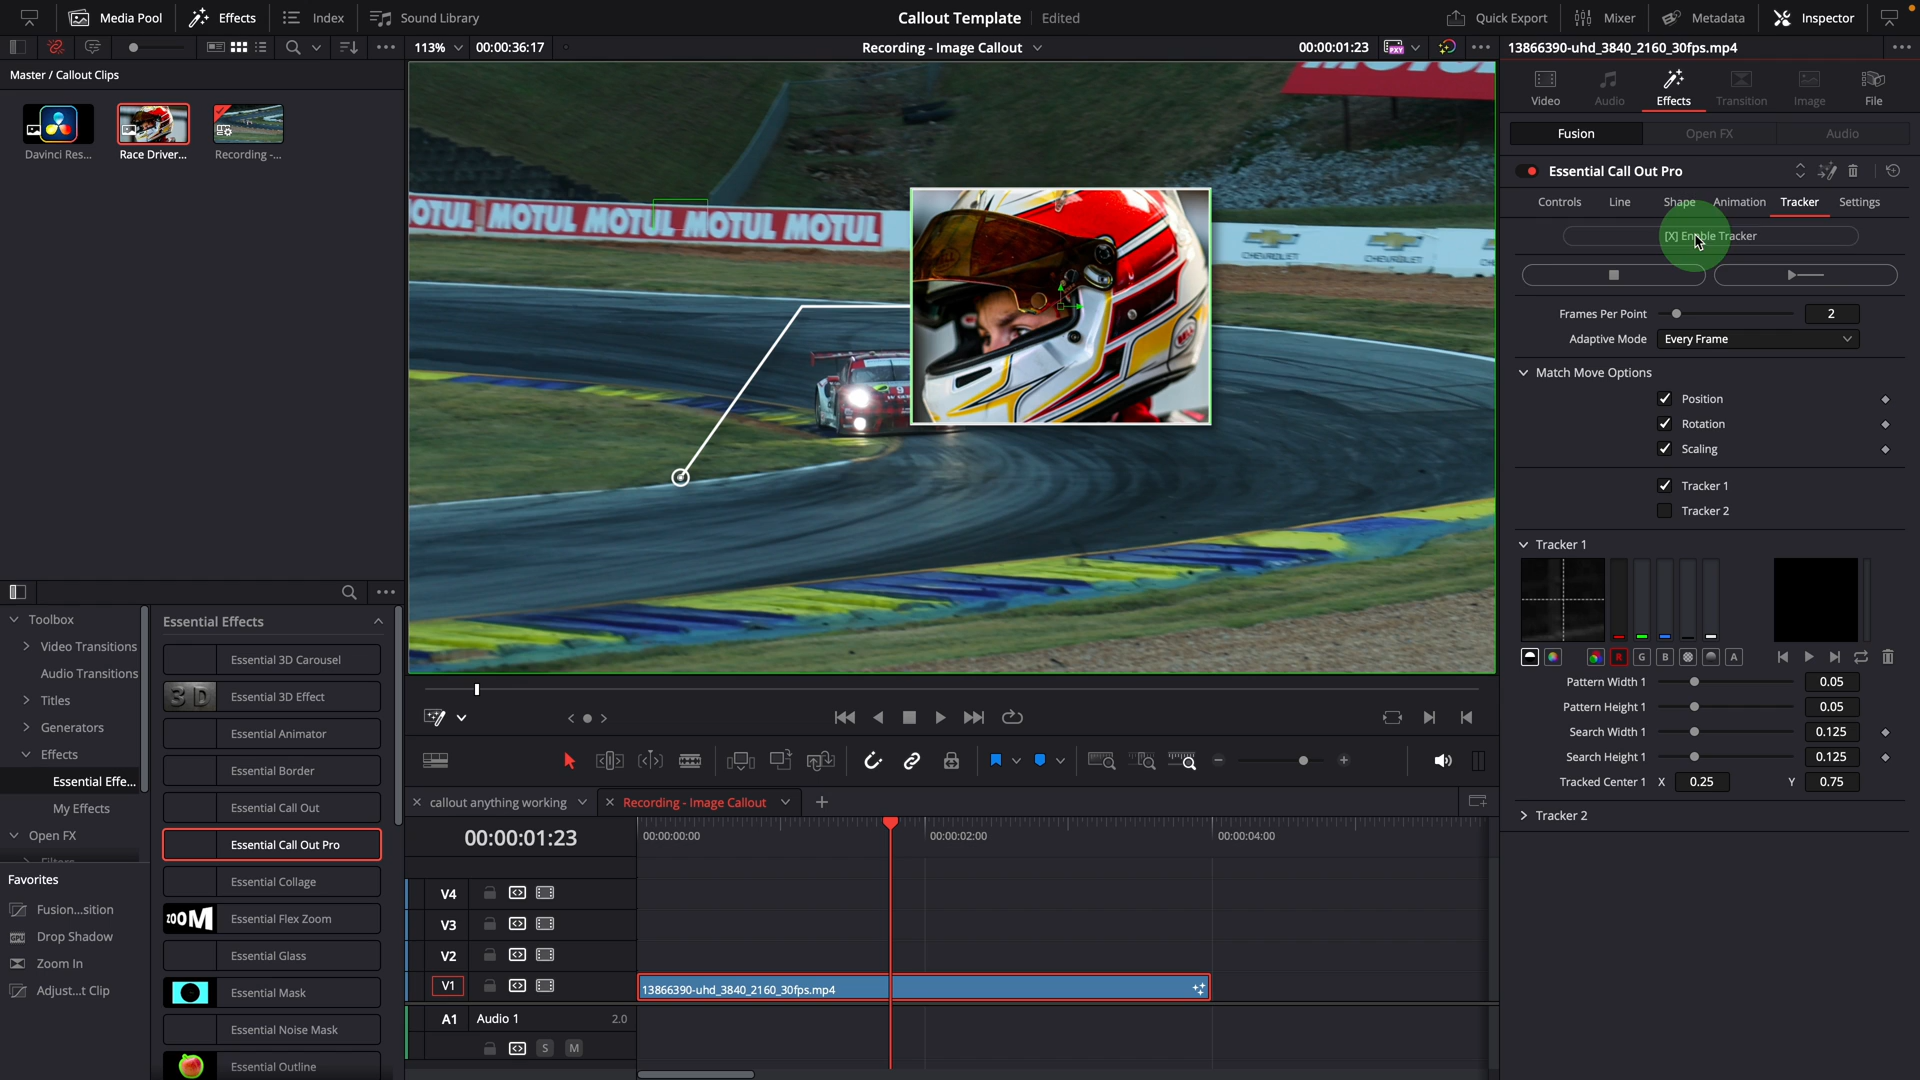 Media Pool
Effects
Index
Sound Library
Callout Template
Edited
Quick Export
Mixer
Metadata
Inspector
113%
00:00:36:17
Recording - Image Callout
00:00:01:23
PXY
13866390-uhd_3840_2160_30fps.mp4
Master / Callout Clips
Davinci Res...
Race Driver...
Recording -...
Video
Audio
Effects
Transition
Image
File
Fusion
Open FX
Audio
Essential Call Out Pro
Controls
Line
Shape
Animation
Tracker
Settings
[X] Enable Tracker
Frames Per Point
2
Adaptive Mode
Every Frame
Match Move Options
Position
Rotation
Scaling
Tracker 1
Tracker 2
Tracker 1
R
G
B
A
Pattern Width 1
0.05
Pattern Height 1
0.05
Search Width 1
0.125
Search Height 1
0.125
Tracked Center 1
X
0.25
Y
0.75
Tracker 2
OTUL MOTUL MOTUL MOTUL MOTUL
CHEVROLET
CHEVROLET
BELL
Toolbox
Video Transitions
Audio Transitions
Titles
Generators
Effects
Essential Effe...
My Effects
Open FX
Filters
Favorites
Fusion...sition
Drop Shadow
Zoom In
Adjust...t Clip
Essential Effects
Essential 3D Carousel
3D
Essential 3D Effect
Essential Animator
Essential Border
Essential Call Out
Essential Call Out Pro
Essential Collage
ZOOM
Essential Flex Zoom
Essential Glass
Essential Mask
Essential Noise Mask
Essential Outline
callout anything working
Recording - Image Callout
00:00:01:23
00:00:00:00
00:00:02:00
00:00:04:00
V4
V3
V2
V1
13866390-uhd_3840_2160_30fps.mp4
A1
Audio 1
2.0
S
M